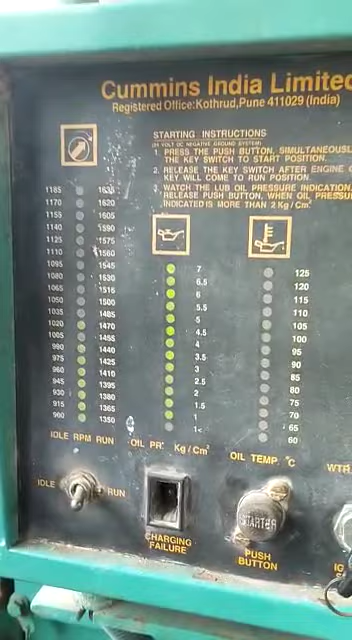 Cummins India Limited
Registered Office:Kothrud,Pune 411029 (India)
STARTING INSTRUCTIONS
(24 VOLT DC NEGATIVE GROUND SYSTEM)
1. PRESS THE PUSH BUTTON, SIMULTANEOUSL
THE KEY SWITCH TO START POSITION.
2. RELEASE THE KEY SWITCH AFTER ENGINE
KEY WILL COME TO RUN POSITION.
3. WATCH THE LUB OIL PRESSURE INDICATION,
RELEASE PUSH BUTTON, WHEN OIL PRESSUR
INDICATED IS MORE THAN 2 Kg / Cm²
1185 1635
1170 1620
1155 1605
1140 1590
1125 1575
1110 1560
1095 1545
1080 1530
1065 1515
1050 1500
1035 1485
1020 1470
1005 1455
990 1440
975 1425
960 1410
945 1395
930 1380
915 1365
900 1350
IDLE RPM RUN
7
6.5
6
5.5
5
4.5
4
3.5
3
2.5
2
1.5
1
1<
OIL PR. Kg / Cm²
125
120
115
110
105
100
95
90
85
80
75
70
65
60
OIL TEMP. °C
WTR
IDLE RUN
CHARGING
FAILURE
STARTER
PUSH
BUTTON
IG
S